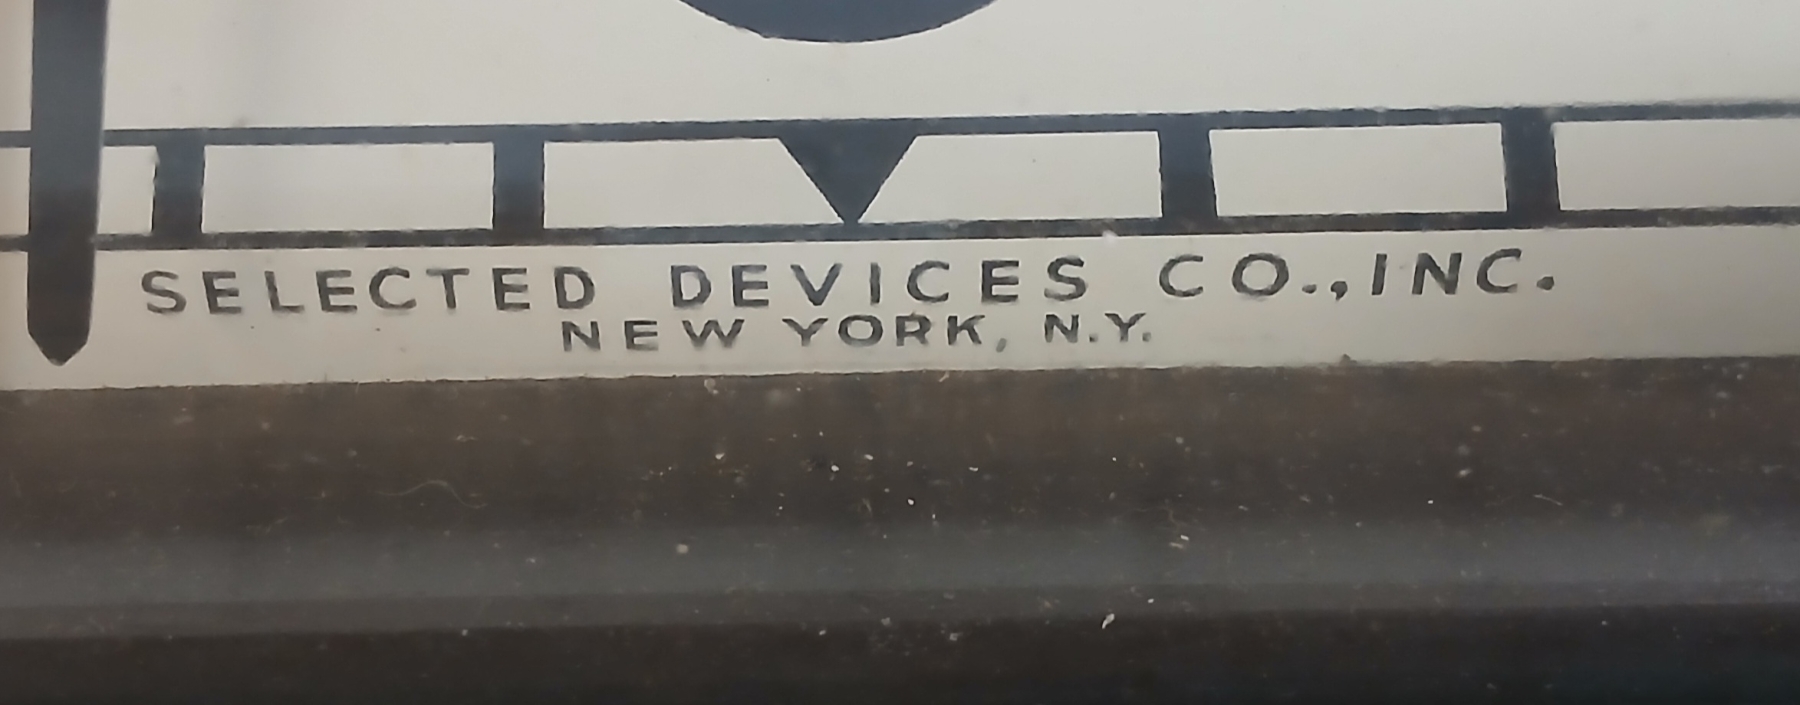 SELECTED DEVICES CO., INC.
NEW YORK, N.Y.